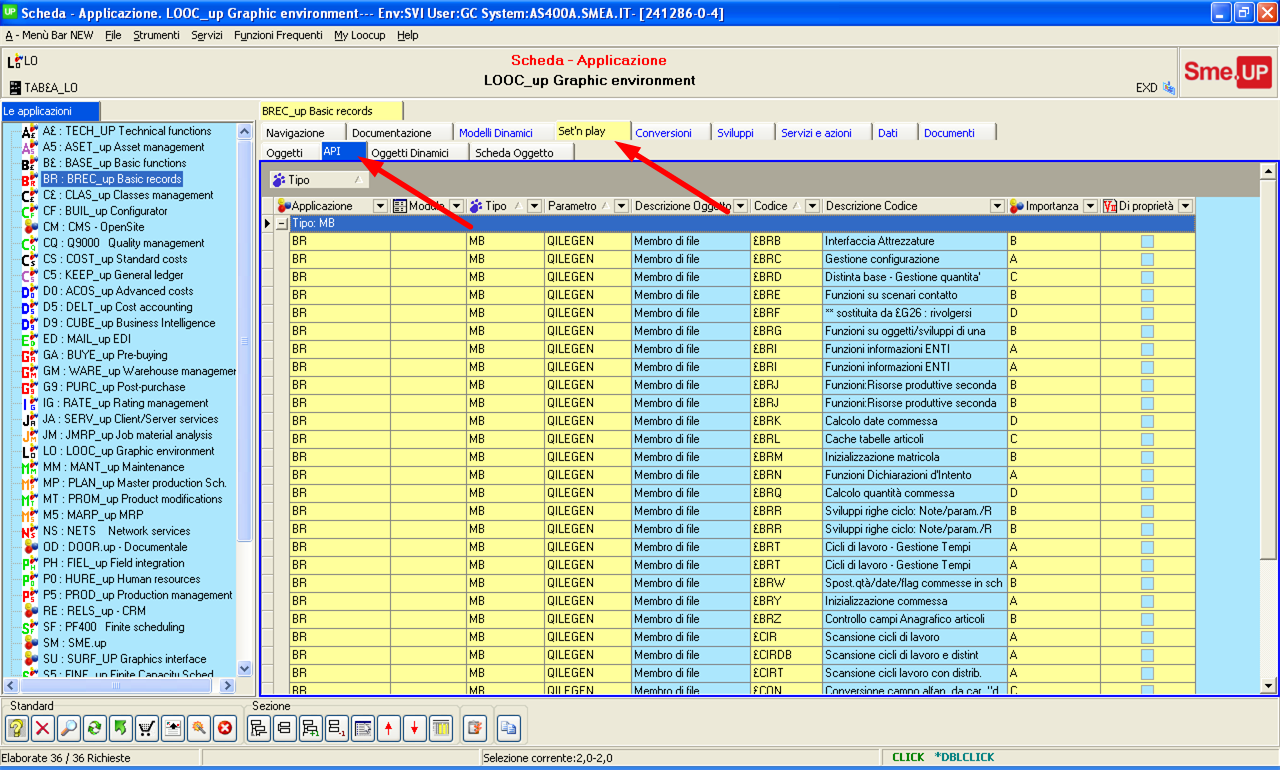 UP Scheda - Applicazione. LOOC_up Graphic environment--- Env:SVI User:GC System:AS400A.SMEA.IT- [241286-0-4]
A - Menù Bar NEW File Strumenti Servizi Funzioni Frequenti My Loocup Help
LO
Scheda - Applicazione
LOOC_up Graphic environment
TAB£A_LO
EXD
Sme.UP
Le applicazioni
BREC_up Basic records
Navigazione Documentazione Modelli Dinamici Set'n play Conversioni Sviluppi Servizi e azioni Dati Documenti
Oggetti API Oggetti Dinamici Scheda Oggetto
A£ : TECH_UP Technical functions
A5 : ASET_up Asset management
B£ : BASE_up Basic functions
BR : BREC_up Basic records
C£ : CLAS_up Classes management
CF : BUIL_up Configurator
CM : CMS - OpenSite
CQ : Q9000 Quality management
CS : COST_up Standard costs
C5 : KEEP_up General ledger
D0 : ACOS_up Advanced costs
D5 : DELT_up Cost accounting
D9 : CUBE_up Business Intelligence
ED : MAIL_up EDI
GA : BUYE_up Pre-buying
GM : WARE_up Warehouse managemer
G9 : PURC_up Post-purchase
IG : RATE_up Rating management
JA : SERV_up Client/Server services
JM : JMRP_up Job material analysis
LO : LOOC_up Graphic environment
MM : MANT_up Maintenance
MP : PLAN_up Master production Sch.
MT : PROM_up Product modifications
M5 : MARP_up MRP
NS : NETS Network services
OD : DOOR.up - Documentale
PH : FIEL_up Field integration
P0 : HURE_up Human resources
P5 : PROD_up Production management
RE : RELS_up - CRM
SF : PF400 Finite scheduling
SM : SME.up
SU : SURF_UP Graphics interface
S5 : FINE_up Finite Capacity Sched.
Tipo
Applicazione Modulo Tipo Parametro Descrizione Oggetto Codice Descrizione Codice Importanza Di proprietà
Tipo: MB
BR MB QILEGEN Membro di file £BRB Interfaccia Attrezzature B
BR MB QILEGEN Membro di file £BRC Gestione configurazione A
BR MB QILEGEN Membro di file £BRD Distinta base - Gestione quantita' C
BR MB QILEGEN Membro di file £BRE Funzioni su scenari contatto B
BR MB QILEGEN Membro di file £BRF ** sostituita da £G26 : rivolgersi D
BR MB QILEGEN Membro di file £BRG Funzioni su oggetti/sviluppi di una B
BR MB QILEGEN Membro di file £BRI Funzioni informazioni ENTI A
BR MB QILEGEN Membro di file £BRI Funzioni informazioni ENTI A
BR MB QILEGEN Membro di file £BRJ Funzioni:Risorse produttive seconda B
BR MB QILEGEN Membro di file £BRJ Funzioni:Risorse produttive seconda B
BR MB QILEGEN Membro di file £BRK Calcolo date commessa D
BR MB QILEGEN Membro di file £BRL Cache tabelle articoli C
BR MB QILEGEN Membro di file £BRM Inizializzazione matricola B
BR MB QILEGEN Membro di file £BRN Funzioni Dichiarazioni d'Intento A
BR MB QILEGEN Membro di file £BRQ Calcolo quantità commessa D
BR MB QILEGEN Membro di file £BRR Sviluppi righe ciclo: Note/param./R B
BR MB QILEGEN Membro di file £BRR Sviluppi righe ciclo: Note/param./R B
BR MB QILEGEN Membro di file £BRT Cicli di lavoro - Gestione Tempi A
BR MB QILEGEN Membro di file £BRT Cicli di lavoro - Gestione Tempi A
BR MB QILEGEN Membro di file £BRW Spost.qtà/date/flag commesse in sch B
BR MB QILEGEN Membro di file £BRY Inizializzazione commessa A
BR MB QILEGEN Membro di file £BRZ Controllo campi Anagrafico articoli B
BR MB QILEGEN Membro di file £CIR Scansione cicli di lavoro A
BR MB QILEGEN Membro di file £CIRDB Scansione cicli di lavoro e distint A
BR MB QILEGEN Membro di file £CIRT Scansione cicli lavoro con distrib. A
BR MB QILEGEN Membro di file £CON Conversione campo alfan. da car. "d C
Standard Sezione
Elaborate 36 / 36 Richieste Selezione corrente:2,0-2,0 CLICK *DBLCLICK